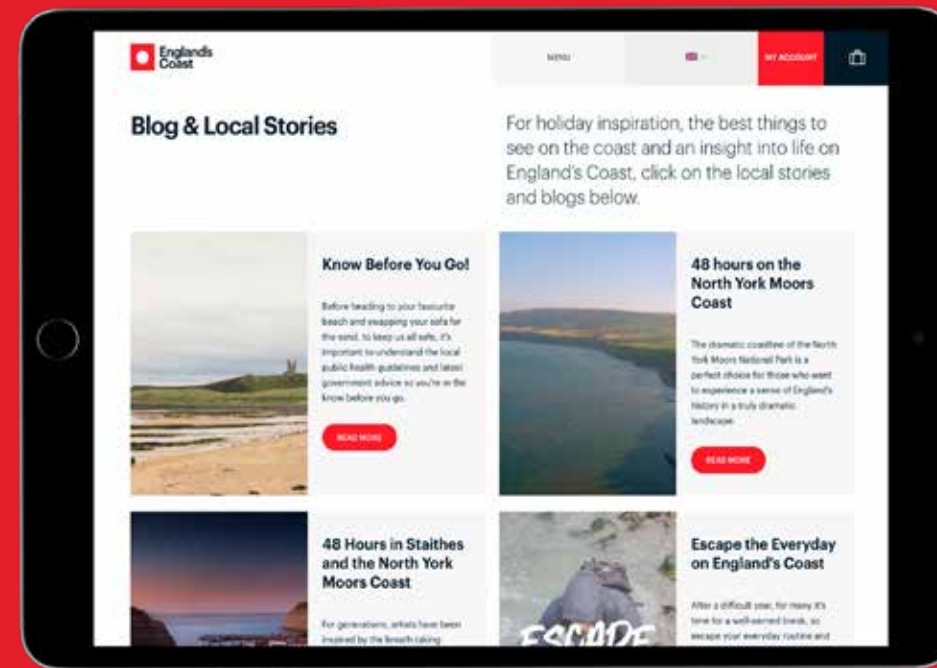 England's
Coast
MENU
MY ACCOUNT
Blog & Local Stories
For holiday inspiration, the best things to
see on the coast and an insight into life on
England's Coast, click on the local stories
and blogs below.
Know Before You Go!
Before heading to your favourite
beach and swapping your sofa for
the sand, to keep us all safe, it's
important to understand the local
public health guidelines and latest
government advice so you're in the
know before you go.
READ MORE
48 hours on the
North York Moors
Coast
The dramatic coastline of the North
York Moors National Park is a
perfect choice for those who want
to experience a sense of England's
history in a truly dramatic
landscape
READ MORE
48 Hours in Staithes
and the North York
Moors Coast
For generations, artists have been
inspired by the breath taking
Escape the Everyday
on England's Coast
After a difficult year, for many it's
time for a well-earned break, so
escape your everyday routine and
ESCAPE